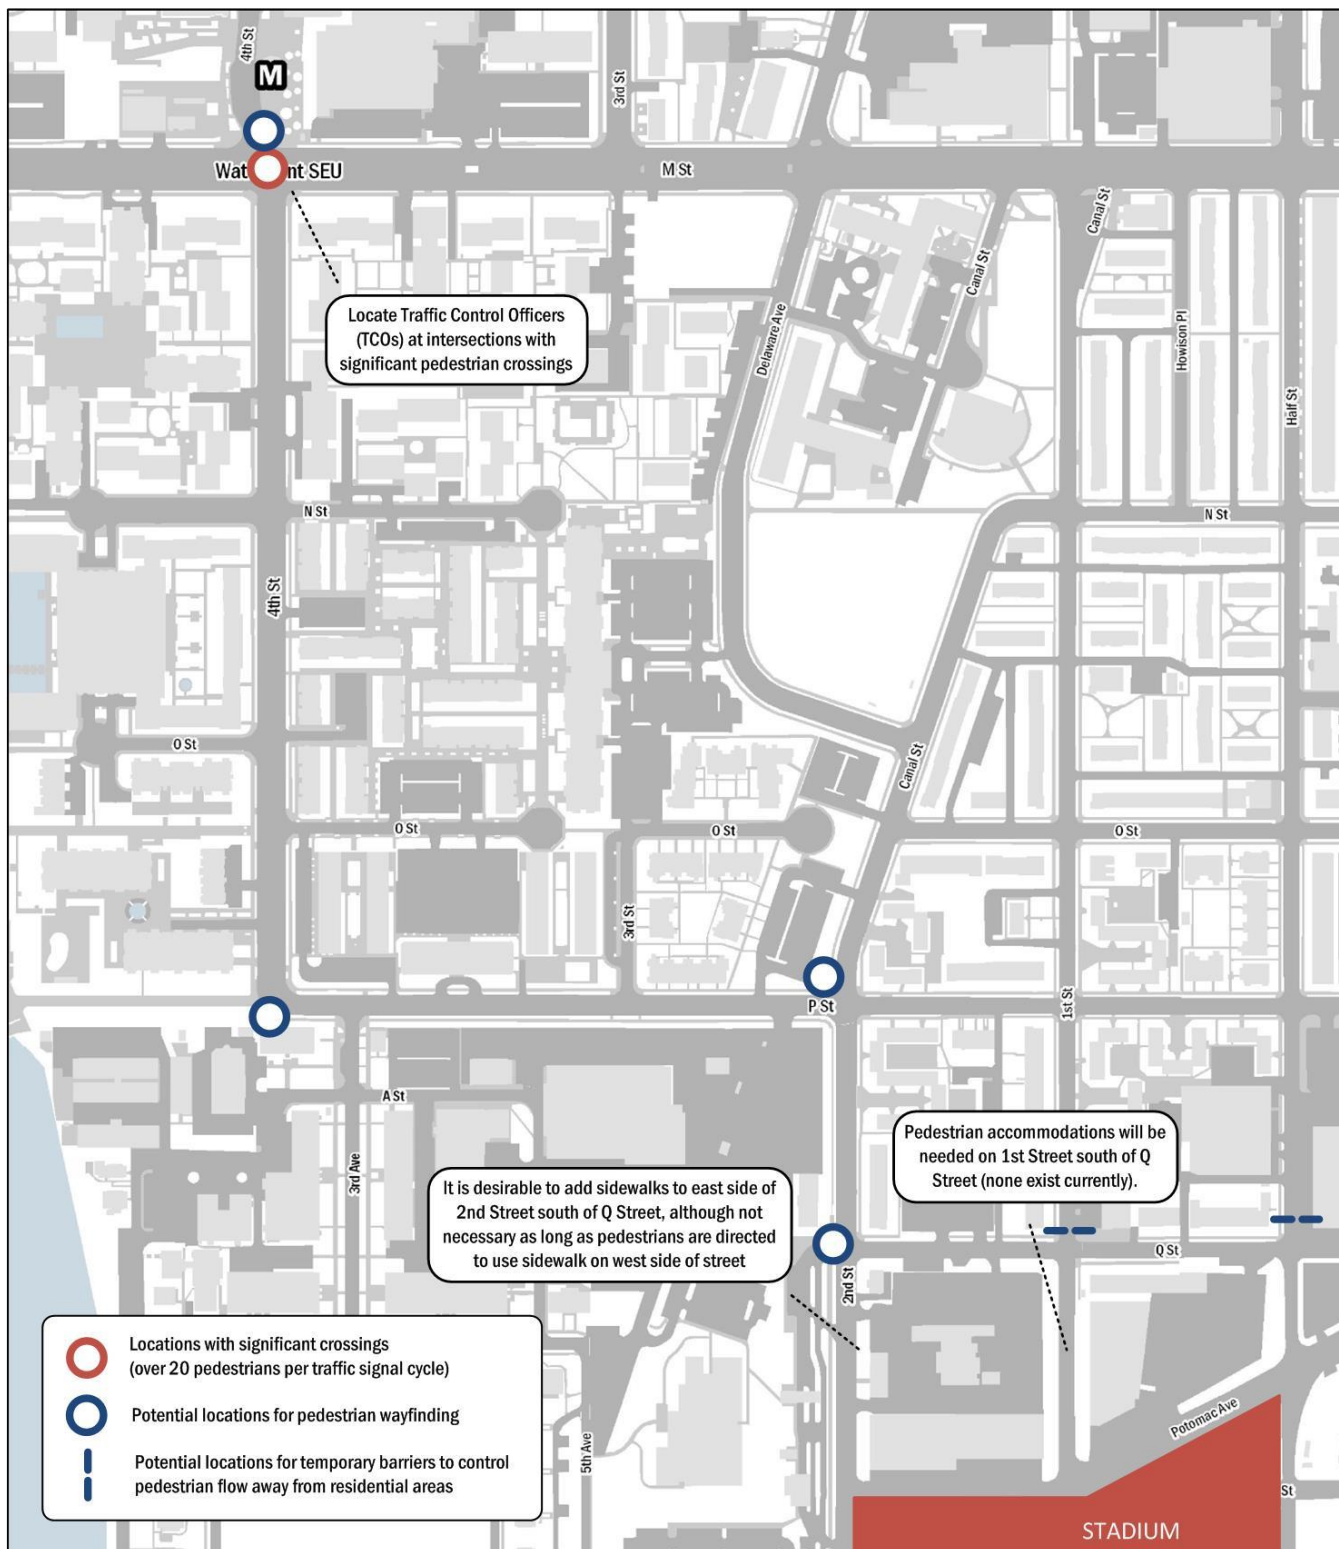 4th St
M
3rd St
Wat
nt SEU
M St
Canal St
Canal St
Locate Traffic Control Officers
(TCOs) at intersections with
significant pedestrian crossings
Delaware Ave
Howison Pl
Half St
N St
N St
4th St
O St
Canal St
O St
O St
O St
3rd St
P St
1st St
A St
3rd Ave
Pedestrian accommodations will be
needed on 1st Street south of Q
Street (none exist currently).
It is desirable to add sidewalks to east side of
2nd Street south of Q Street, although not
necessary as long as pedestrians are directed
to use sidewalk on west side of street
Q St
2nd St
Locations with significant crossings
(over 20 pedestrians per traffic signal cycle)
Potential locations for pedestrian wayfinding
Potential locations for temporary barriers to control
pedestrian flow away from residential areas
5th Ave
Potomac Ave
St
STADIUM